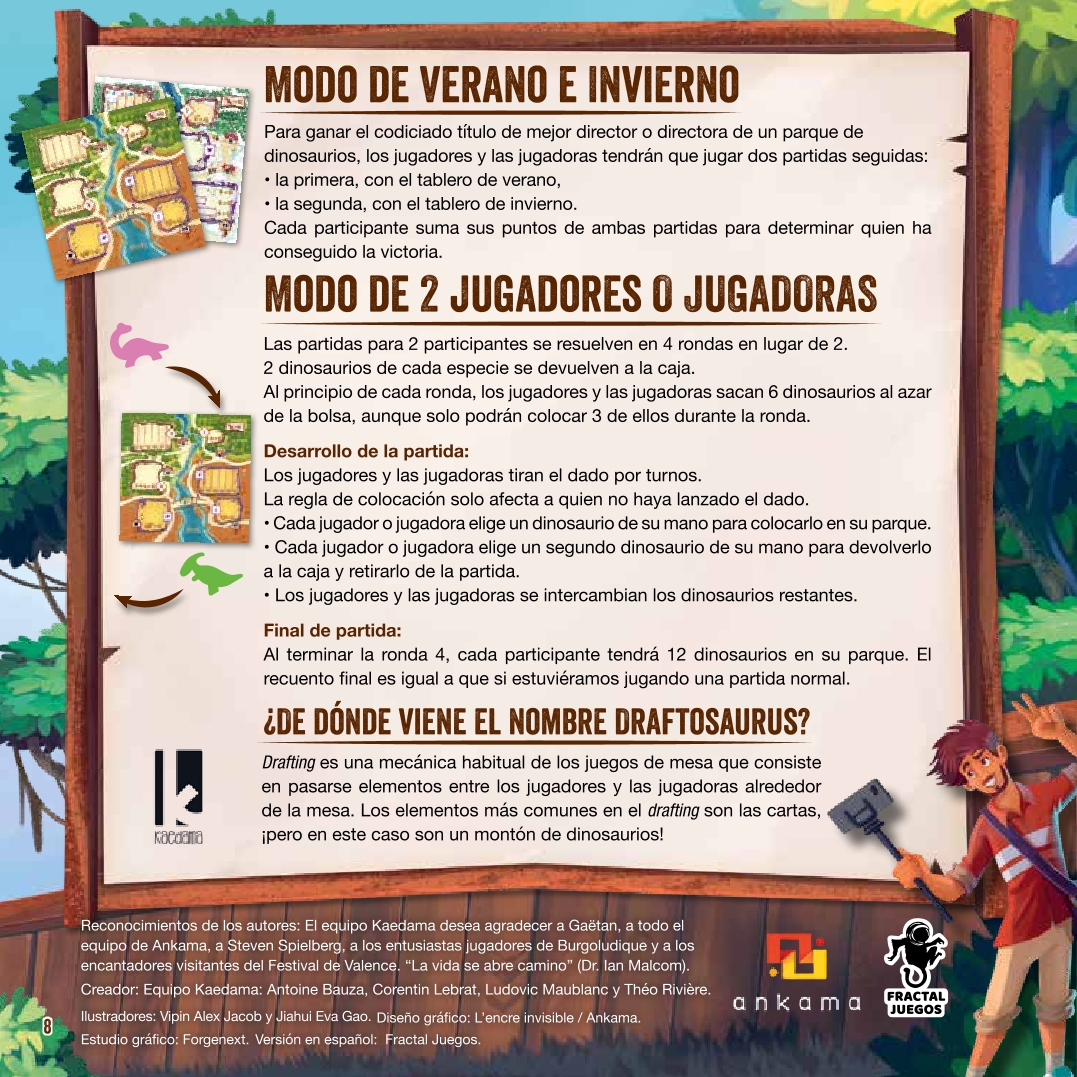 MODO DE VERANO E INVIERNO
Para ganar el codiciado título de mejor director o directora de un parque de
dinosaurios, los jugadores y las jugadoras tendrán que jugar dos partidas seguidas:
• la primera, con el tablero de verano,
• la segunda, con el tablero de invierno.
Cada participante suma sus puntos de ambas partidas para determinar quien ha
conseguido la victoria.
MODO DE 2 JUGADORES O JUGADORAS
Las partidas para 2 participantes se resuelven en 4 rondas en lugar de 2.
2 dinosaurios de cada especie se devuelven a la caja.
Al principio de cada ronda, los jugadores y las jugadoras sacan 6 dinosaurios al azar
de la bolsa, aunque solo podrán colocar 3 de ellos durante la ronda.
Desarrollo de la partida:
Los jugadores y las jugadoras tiran el dado por turnos.
La regla de colocación solo afecta a quien no haya lanzado el dado.
• Cada jugador o jugadora elige un dinosaurio de su mano para colocarlo en su parque.
• Cada jugador o jugadora elige un segundo dinosaurio de su mano para devolverlo
a la caja y retirarlo de la partida.
• Los jugadores y las jugadoras se intercambian los dinosaurios restantes.
Final de partida:
Al terminar la ronda 4, cada participante tendrá 12 dinosaurios en su parque. El
recuento final es igual a que si estuviéramos jugando una partida normal.
¿DE DÓNDE VIENE EL NOMBRE DRAFTOSAURUS?
Drafting es una mecánica habitual de los juegos de mesa que consiste
en pasarse elementos entre los jugadores y las jugadoras alrededor
de la mesa. Los elementos más comunes en el drafting son las cartas,
¡pero en este caso son un montón de dinosaurios!
kaedama
Reconocimientos de los autores: El equipo Kaedama desea agradecer a Gaëtan, a todo el
equipo de Ankama, a Steven Spielberg, a los entusiastas jugadores de Burgoludique y a los
encantadores visitantes del Festival de Valence. “La vida se abre camino” (Dr. Ian Malcom).
Creador: Equipo Kaedama: Antoine Bauza, Corentin Lebrat, Ludovic Maublanc y Théo Rivière.
Ilustradores: Vipin Alex Jacob y Jiahui Eva Gao. Diseño gráfico: L’encre invisible / Ankama.
Estudio gráfico: Forgenext. Versión en español: Fractal Juegos.
ankama
FRACTAL
JUEGOS
8